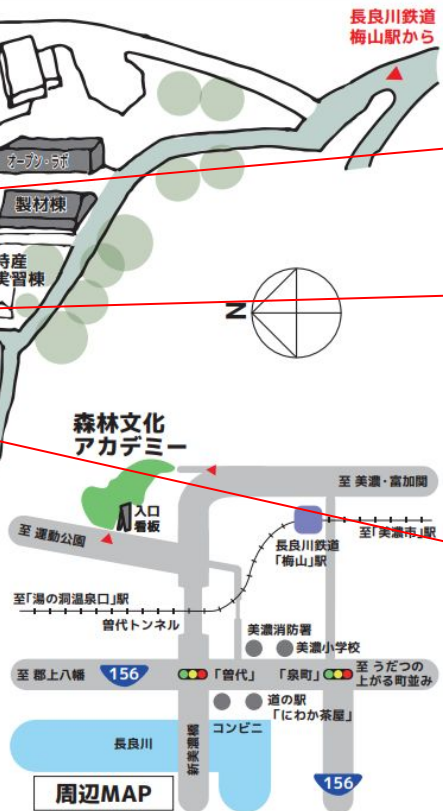 長良川鉄道
梅山駅から
オープン・ラボ
製材棟
特産
実習棟
N
森林文化
アカデミー
入口
看板
至 美濃・富加関
至 運動公園
長良川鉄道
「梅山」駅
至「美濃市」駅
至「湯の洞温泉口」駅
曽代トンネル
美濃消防署
美濃小学校
至 郡上八幡
156
「曽代」
「泉町」
至 うだつの
上がる町並み
道の駅
「にわか茶屋」
コンビニ
長良川
新美濃橋
周辺MAP
156